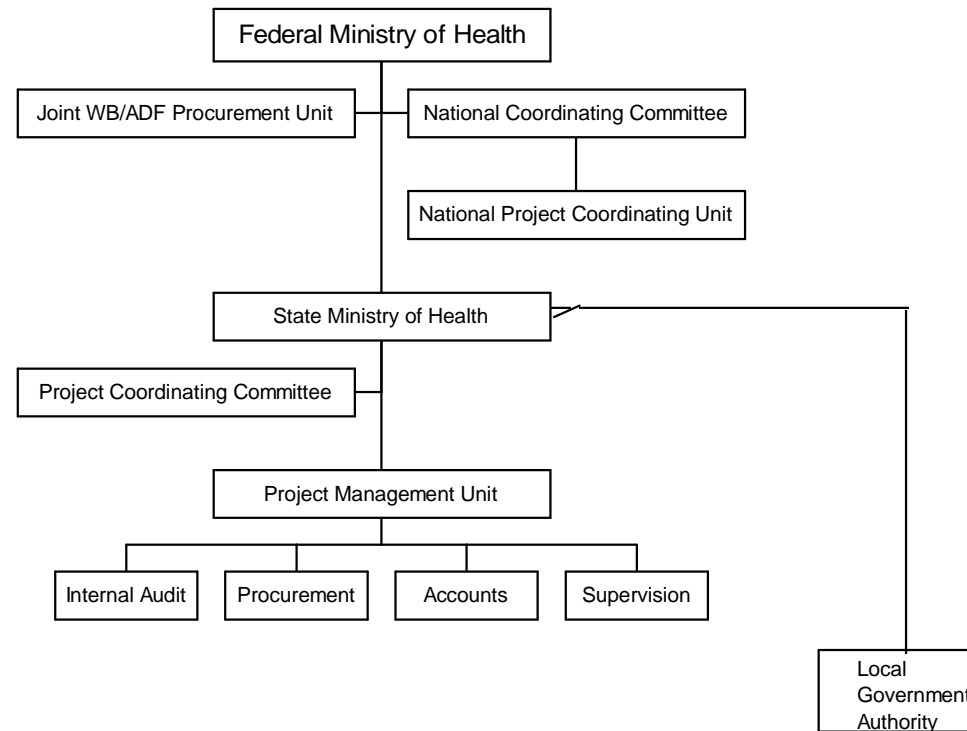 Federal Ministry of Health
Joint WB/ADF Procurement Unit
National Coordinating Committee
National Project Coordinating Unit
State Ministry of Health
Project Coordinating Committee
Project Management Unit
Internal Audit
Procurement
Accounts
Supervision
Local
Government
Authority